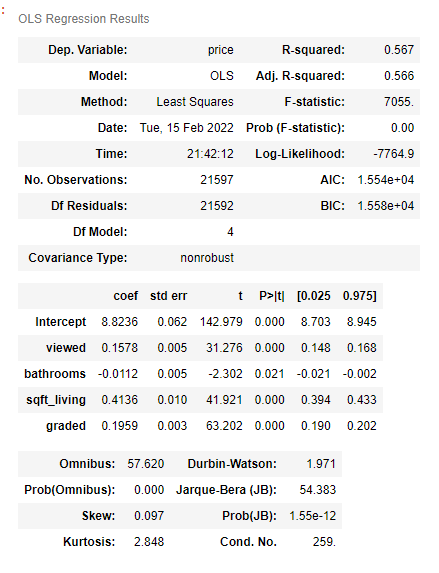 :
OLS Regression Results
Dep. Variable: price R-squared: 0.567
Model: OLS Adj. R-squared: 0.566
Method: Least Squares F-statistic: 7055.
Date: Tue, 15 Feb 2022 Prob (F-statistic): 0.00
Time: 21:42:12 Log-Likelihood: -7764.9
No. Observations: 21597 AIC: 1.554e+04
Df Residuals: 21592 BIC: 1.558e+04
Df Model: 4
Covariance Type: nonrobust
coef std err t P>|t| [0.025 0.975]
Intercept 8.8236 0.062 142.979 0.000 8.703 8.945
viewed 0.1578 0.005 31.276 0.000 0.148 0.168
bathrooms -0.0112 0.005 -2.302 0.021 -0.021 -0.002
sqft_living 0.4136 0.010 41.921 0.000 0.394 0.433
graded 0.1959 0.003 63.202 0.000 0.190 0.202
Omnibus: 57.620 Durbin-Watson: 1.971
Prob(Omnibus): 0.000 Jarque-Bera (JB): 54.383
Skew: 0.097 Prob(JB): 1.55e-12
Kurtosis: 2.848 Cond. No. 259.